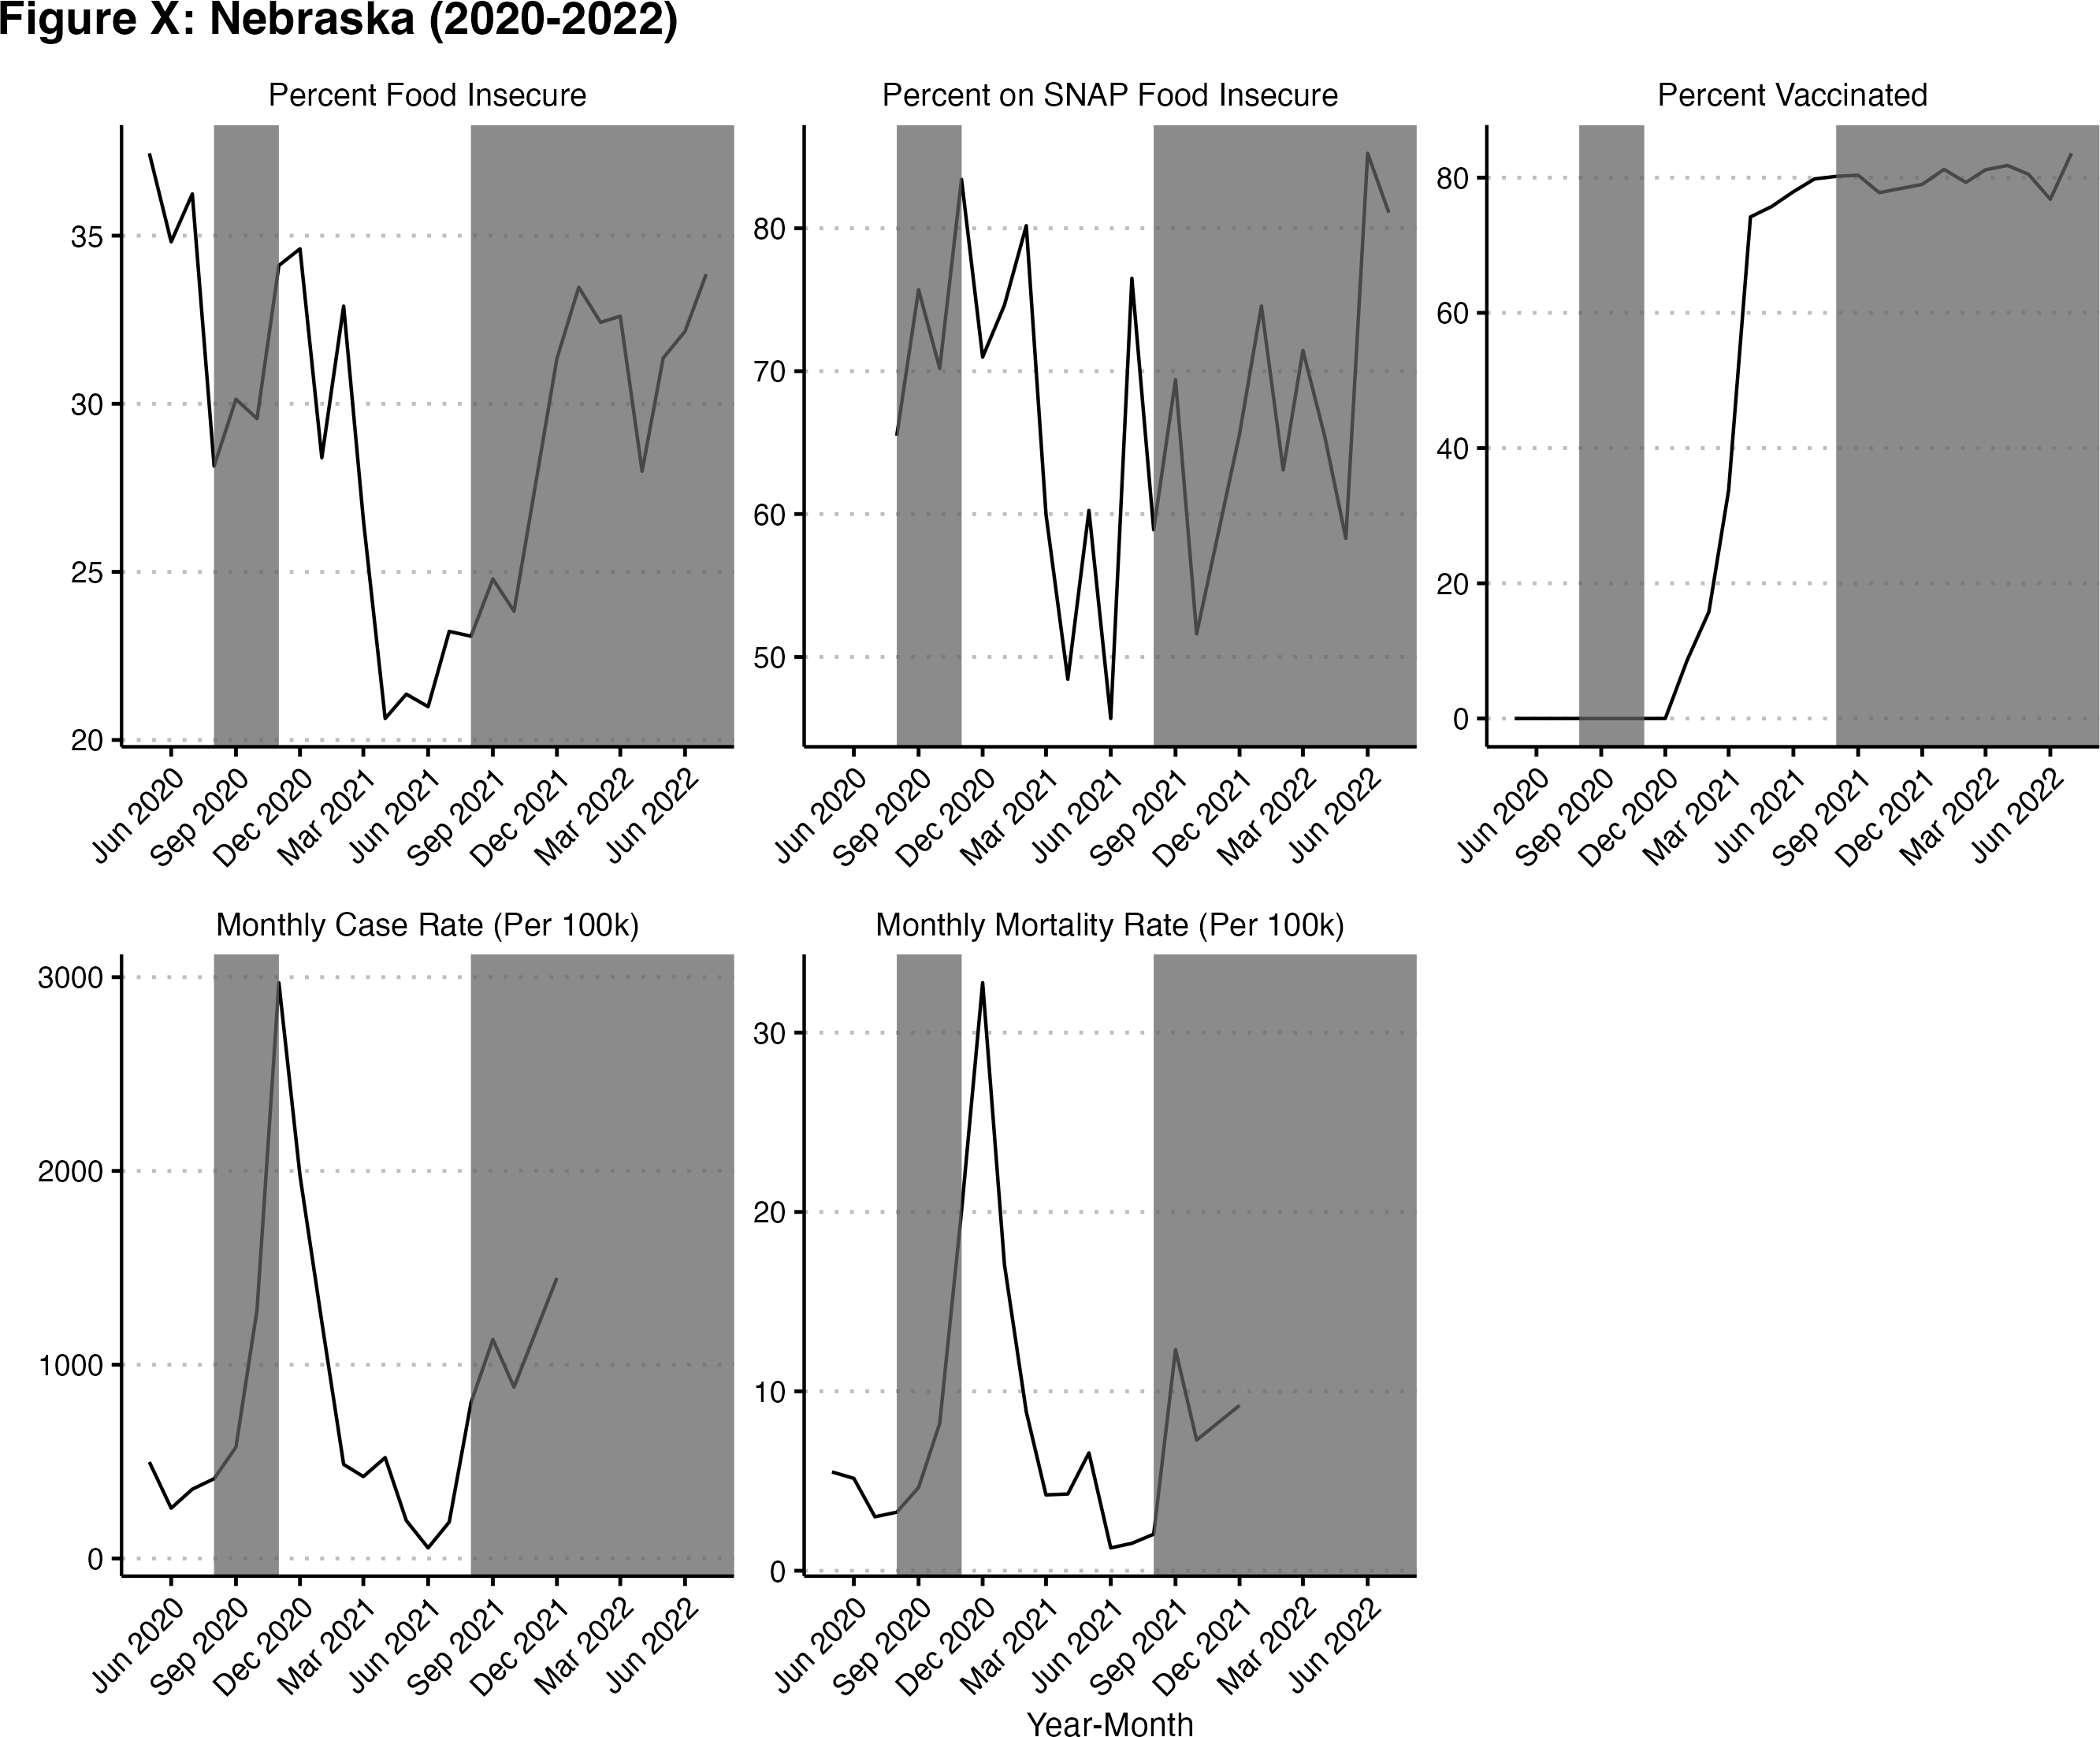 Figure X: Nebraska (2020-2022)
Percent Food Insecure
35
30
25
20
Jun 2020
Sep 2020
Dec 2020
Mar 2021
Jun 2021
Sep 2021
Dec 2021
Mar 2022
Jun 2022
Percent on SNAP Food Insecure
80
70
60
50
Jun 2020
Sep 2020
Dec 2020
Mar 2021
Jun 2021
Sep 2021
Dec 2021
Mar 2022
Jun 2022
Percent Vaccinated
80
60
40
20
0
Jun 2020
Sep 2020
Dec 2020
Mar 2021
Jun 2021
Sep 2021
Dec 2021
Mar 2022
Jun 2022
Monthly Case Rate (Per 100k)
3000
2000
1000
0
Jun 2020
Sep 2020
Dec 2020
Mar 2021
Jun 2021
Sep 2021
Dec 2021
Mar 2022
Jun 2022
Monthly Mortality Rate (Per 100k)
30
20
10
0
Jun 2020
Sep 2020
Dec 2020
Mar 2021
Jun 2021
Sep 2021
Dec 2021
Mar 2022
Jun 2022
Year-Month